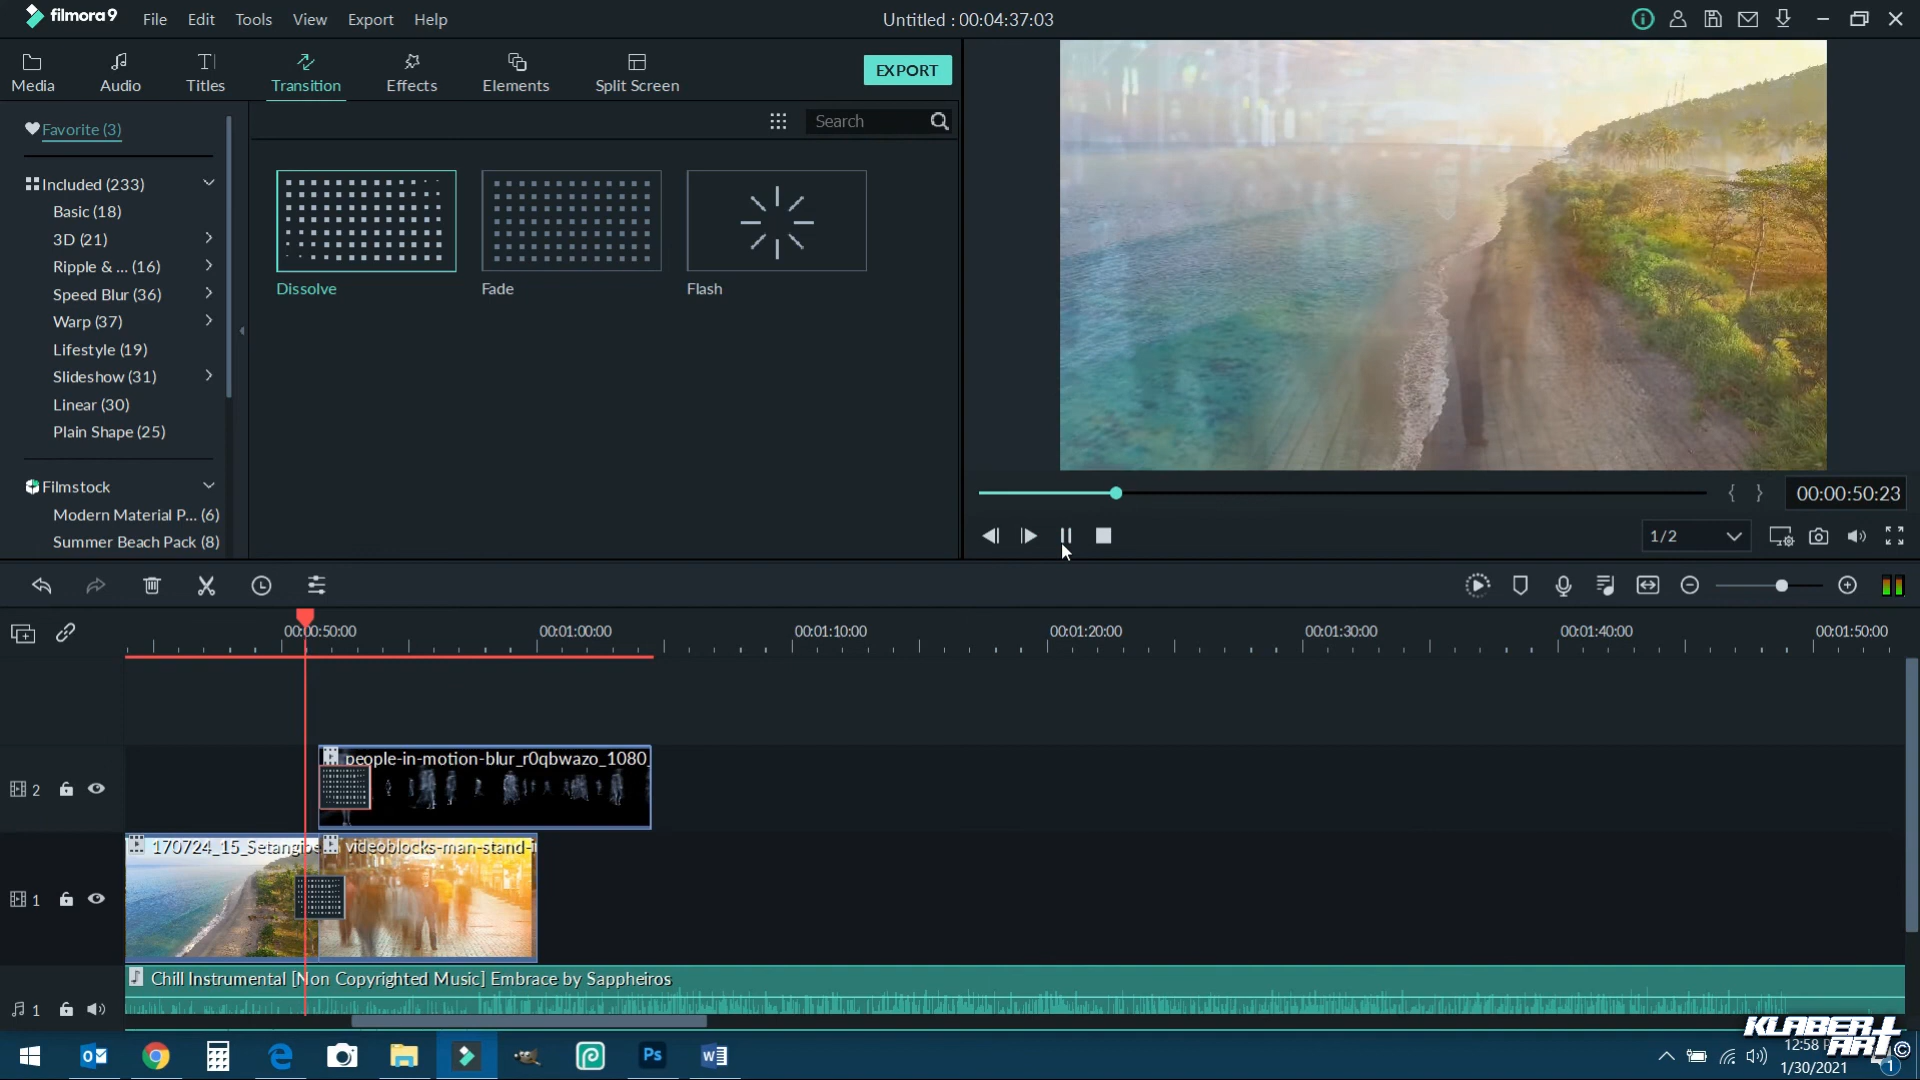 filmora9
File Edit Tools View Export Help
Untitled : 00:04:37:03
Media Audio Titles Transition Effects Elements Split Screen
EXPORT
Favorite (3)
Search
Included (233)
Basic (18)
3D (21)
Ripple & ... (16)
Speed Blur (36)
Warp (37)
Lifestyle (19)
Slideshow (31)
Linear (30)
Plain Shape (25)
Filmstock
Modern Material P... (6)
Summer Beach Pack (8)
Dissolve Fade Flash
00:00:50:23
1/2
00:00:50:00 00:01:00:00 00:01:10:00 00:01:20:00 00:01:30:00 00:01:40:00 00:01:50:00
people-in-motion-blur_r0qbwazo_1080_
2
170724_15_Setangi
videoblocks-man-stand-i
1
Chill Instrumental [Non Copyrighted Music] Embrace by Sappheiros
1
KLABER ART ©
Ps
12:58
1/30/2021
1